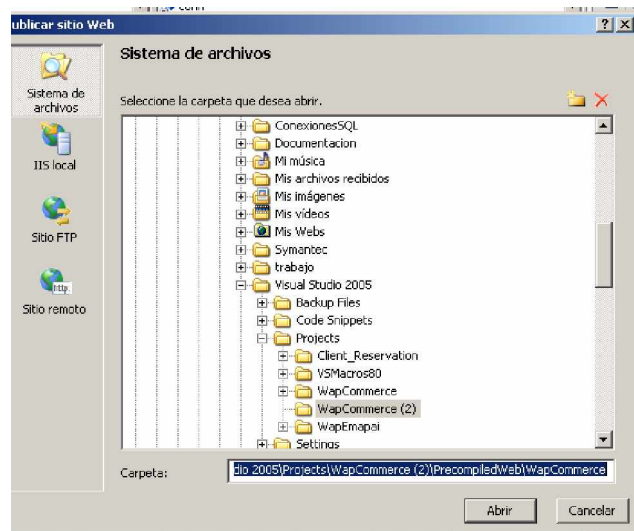 ublicar sitio Web
Sistema de archivos
Sistema de
archivos
Seleccione la carpeta que desea abrir.
IIS local
Sitio FTP
http:
Sitio remoto
ConexionesSQL
Documentacion
Mi música
Mis archivos recibidos
Mis imágenes
Mis vídeos
Mis Webs
Symantec
trabajo
Visual Studio 2005
Backup Files
Code Snippets
Projects
Client_Reservation
VSMacros80
WapCommerce
WapCommerce (2)
WapEmapai
Settings
Carpeta:
dio 2005\Projects\WapCommerce (2)\PrecompiledWeb\WapCommerce
Abrir
Cancelar